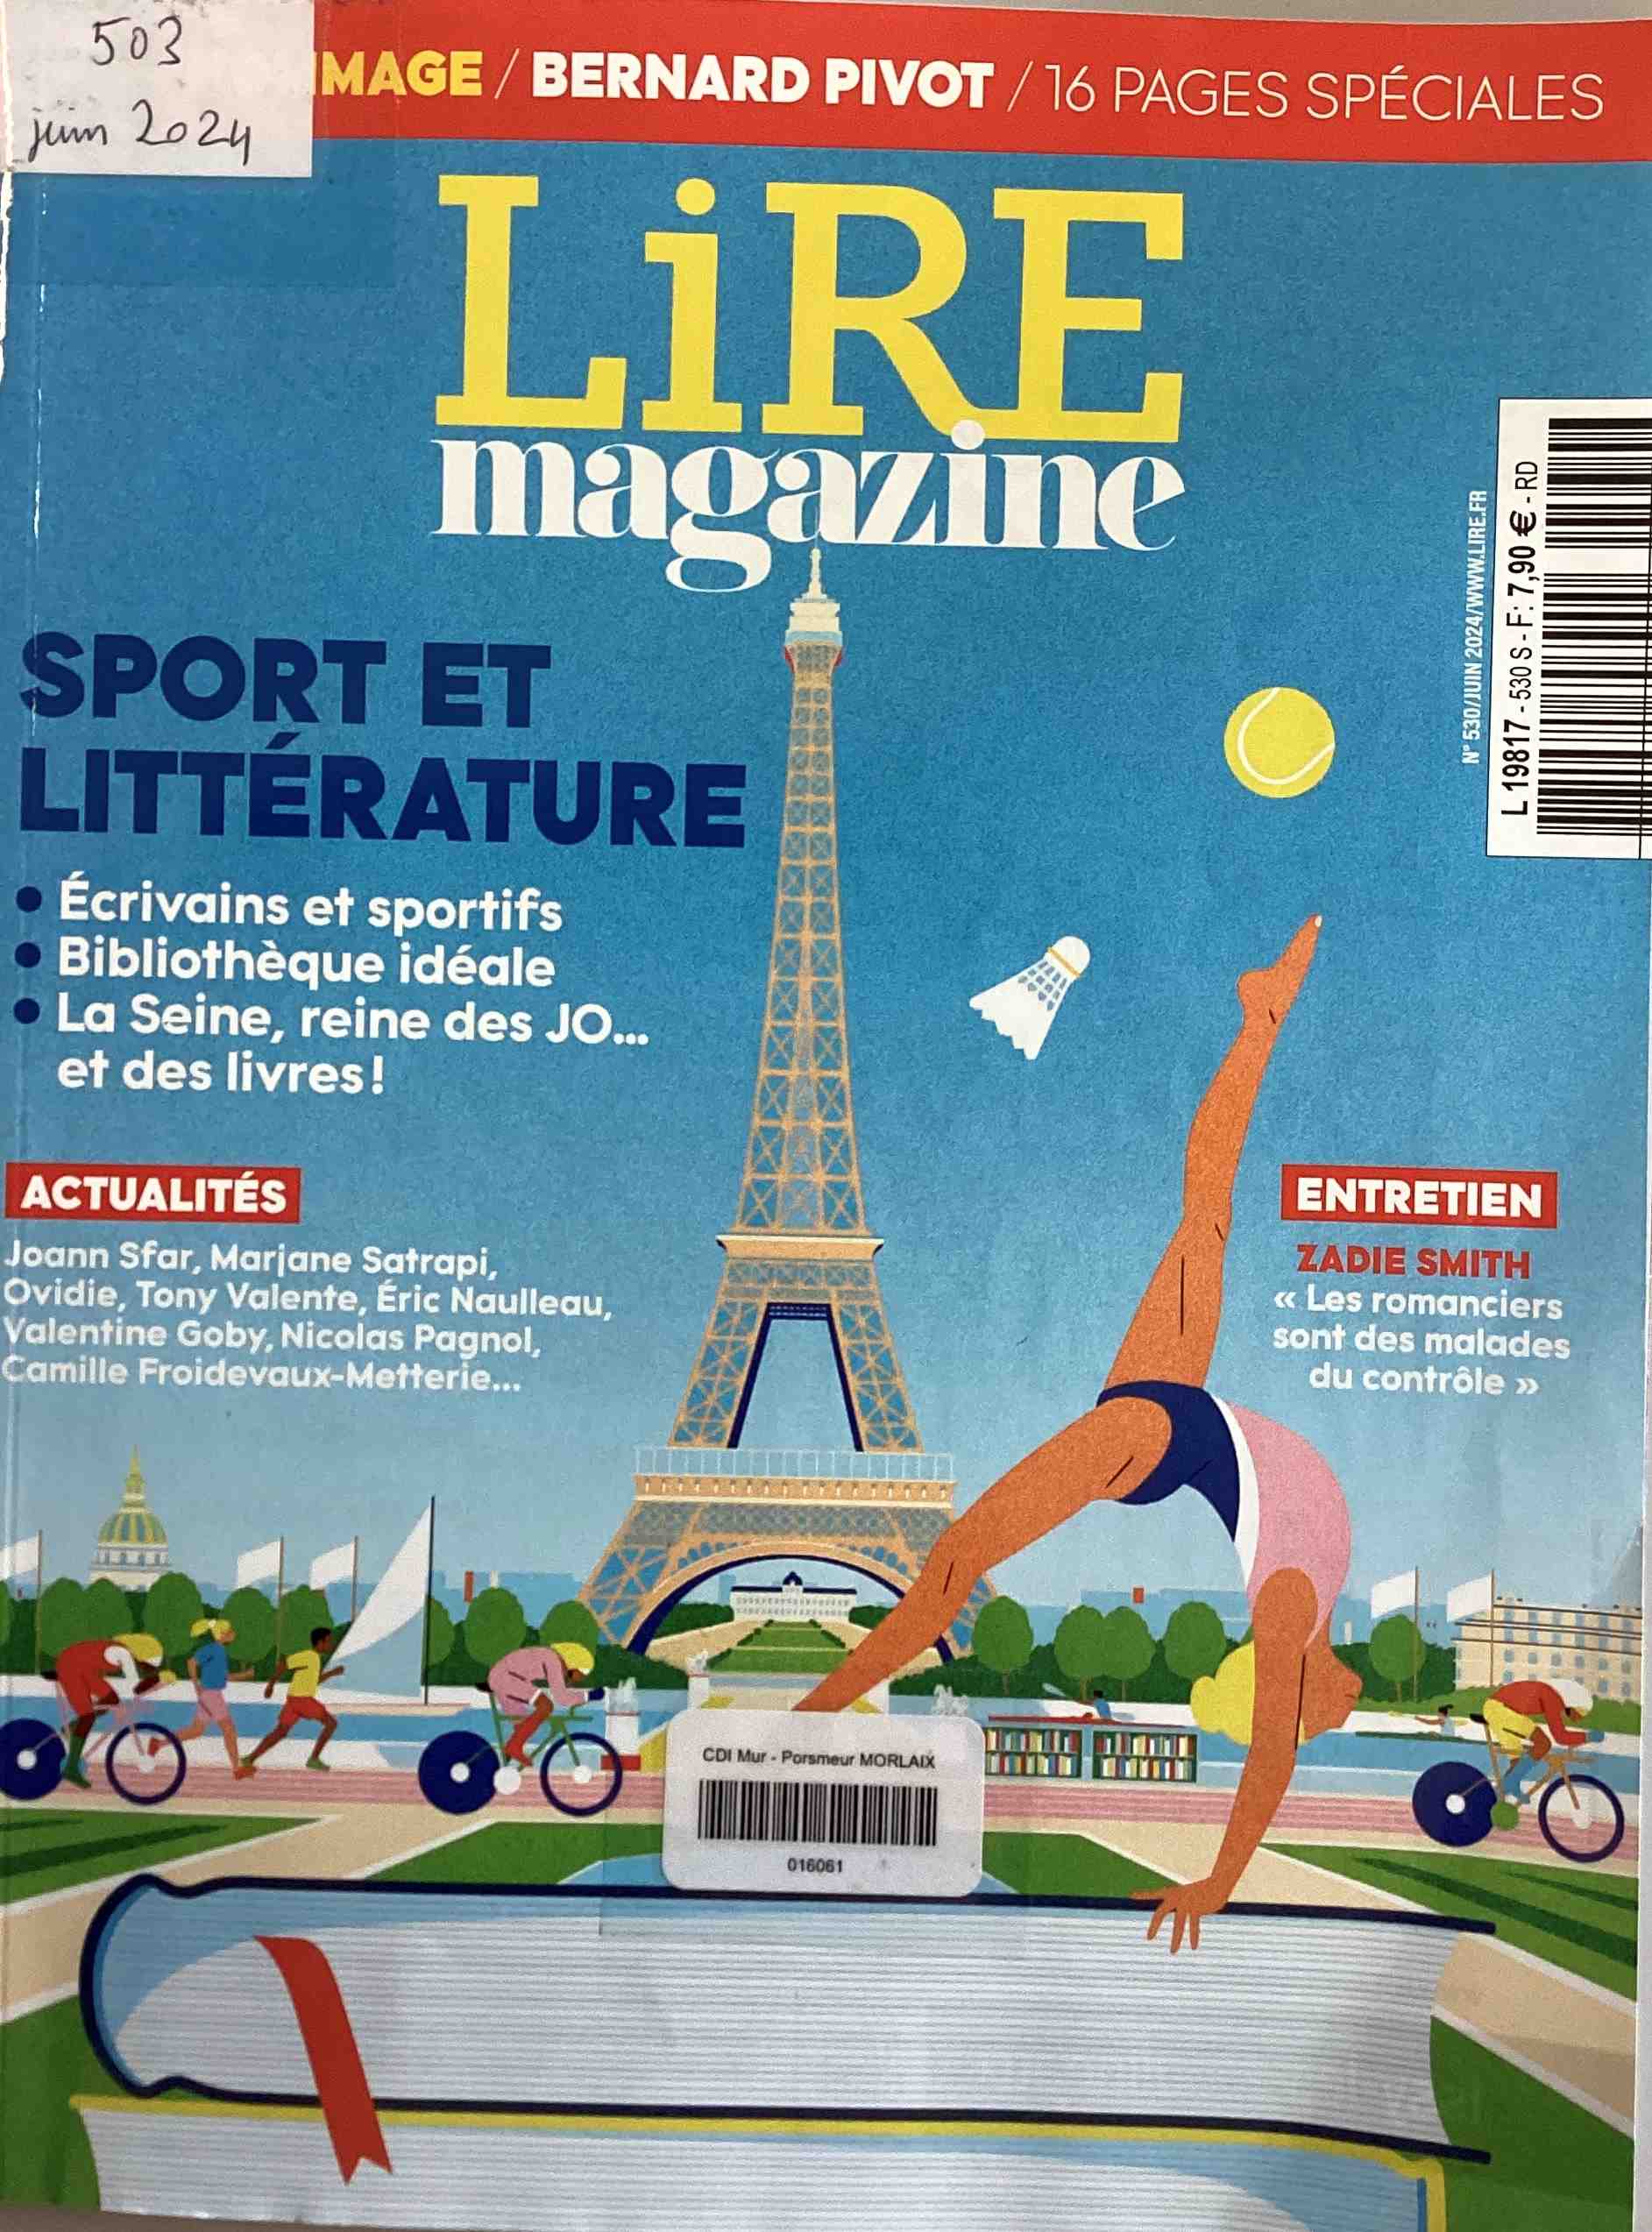 503
juin 2024
MAGE / BERNARD PIVOT / 16 PAGES SPÉCIALES
LiRE
magazine
N° 530/JUIN 2024/WWW.LIRE.FR
L 19817 - 530 S - F: 7,90 € - RD
SPORT ET
LITTÉRATURE
• Écrivains et sportifs
• Bibliothèque idéale
• La Seine, reine des JO...
et des livres!
ACTUALITÉS
Joann Sfar, Marjane Satrapi,
Ovidie, Tony Valente, Éric Naulleau,
Valentine Goby, Nicolas Pagnol,
Camille Froidevaux-Metterie...
ENTRETIEN
ZADIE SMITH
« Les romanciers
sont des malades
du contrôle »
CDI Mur - Porsmeur MORLAIX
016061